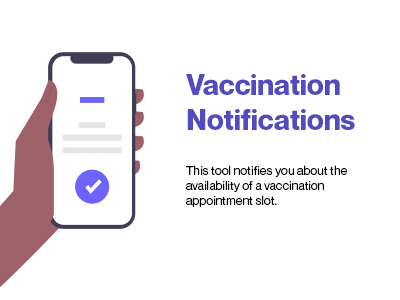 Vaccination
Notifications
This tool notifies you about the
availability of a vaccination
appointment slot.